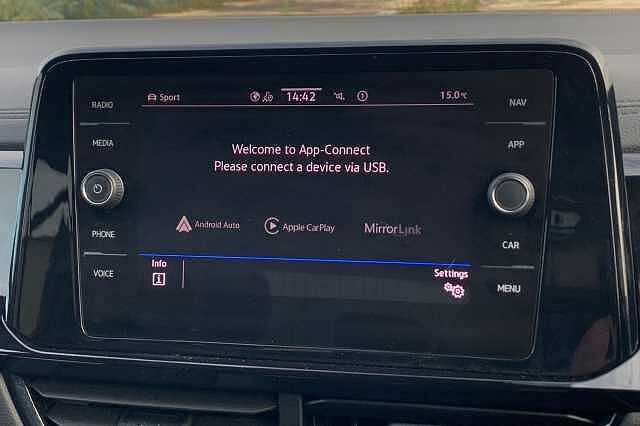 RADIO
MEDIA
PHONE
VOICE
Sport
14:42
15.0°C
Welcome to App-Connect
Please connect a device via USB.
Android Auto
Apple CarPlay
MirrorLink
Info
Settings
NAV
APP
CAR
MENU